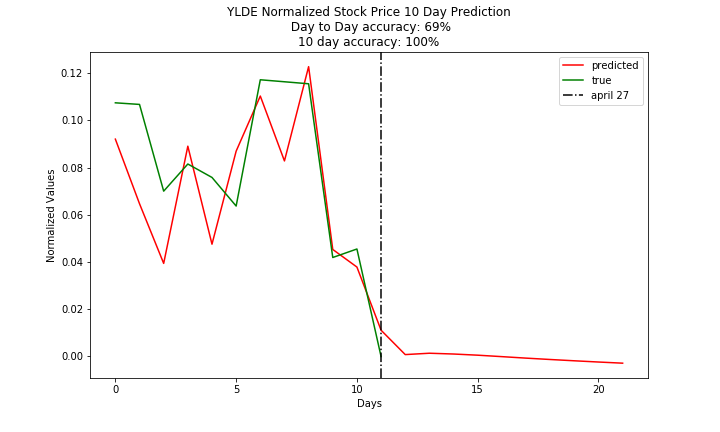 YLDE Normalized Stock Price 10 Day Prediction
Day to Day accuracy: 69%
10 day accuracy: 100%
predicted
true
april 27
Normalized Values
0.12
0.10
0.08
0.06
0.04
0.02
0.00
0
5
10
15
20
Days